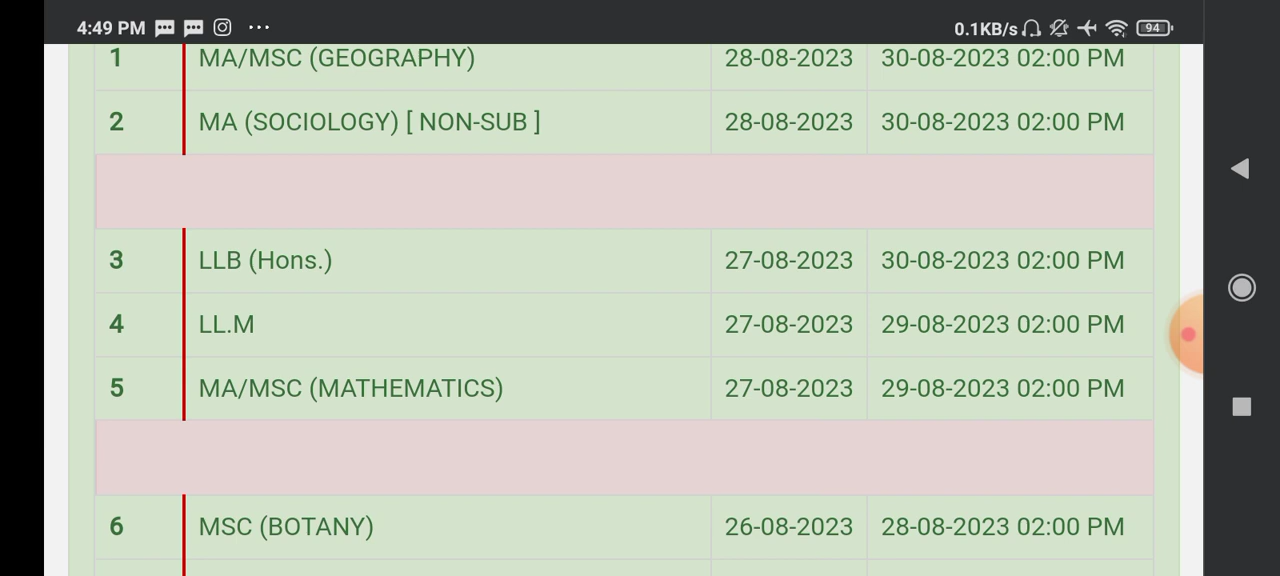 4:49 PM 0.1KB/s 94
1 MA/MSC (GEOGRAPHY) 28-08-2023 30-08-2023 02:00 PM
2 MA (SOCIOLOGY) [ NON-SUB ] 28-08-2023 30-08-2023 02:00 PM
3 LLB (Hons.) 27-08-2023 30-08-2023 02:00 PM
4 LL.M 27-08-2023 29-08-2023 02:00 PM
5 MA/MSC (MATHEMATICS) 27-08-2023 29-08-2023 02:00 PM
6 MSC (BOTANY) 26-08-2023 28-08-2023 02:00 PM